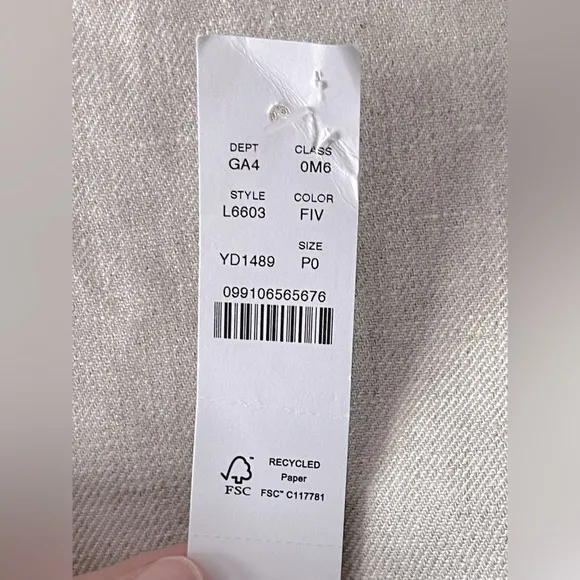 DEPT CLASS
GA4 0M6
STYLE COLOR
L6603 FIV
SIZE
YD1489 P0
099106565676
RECYCLED
Paper
FSC FSC™ C117781